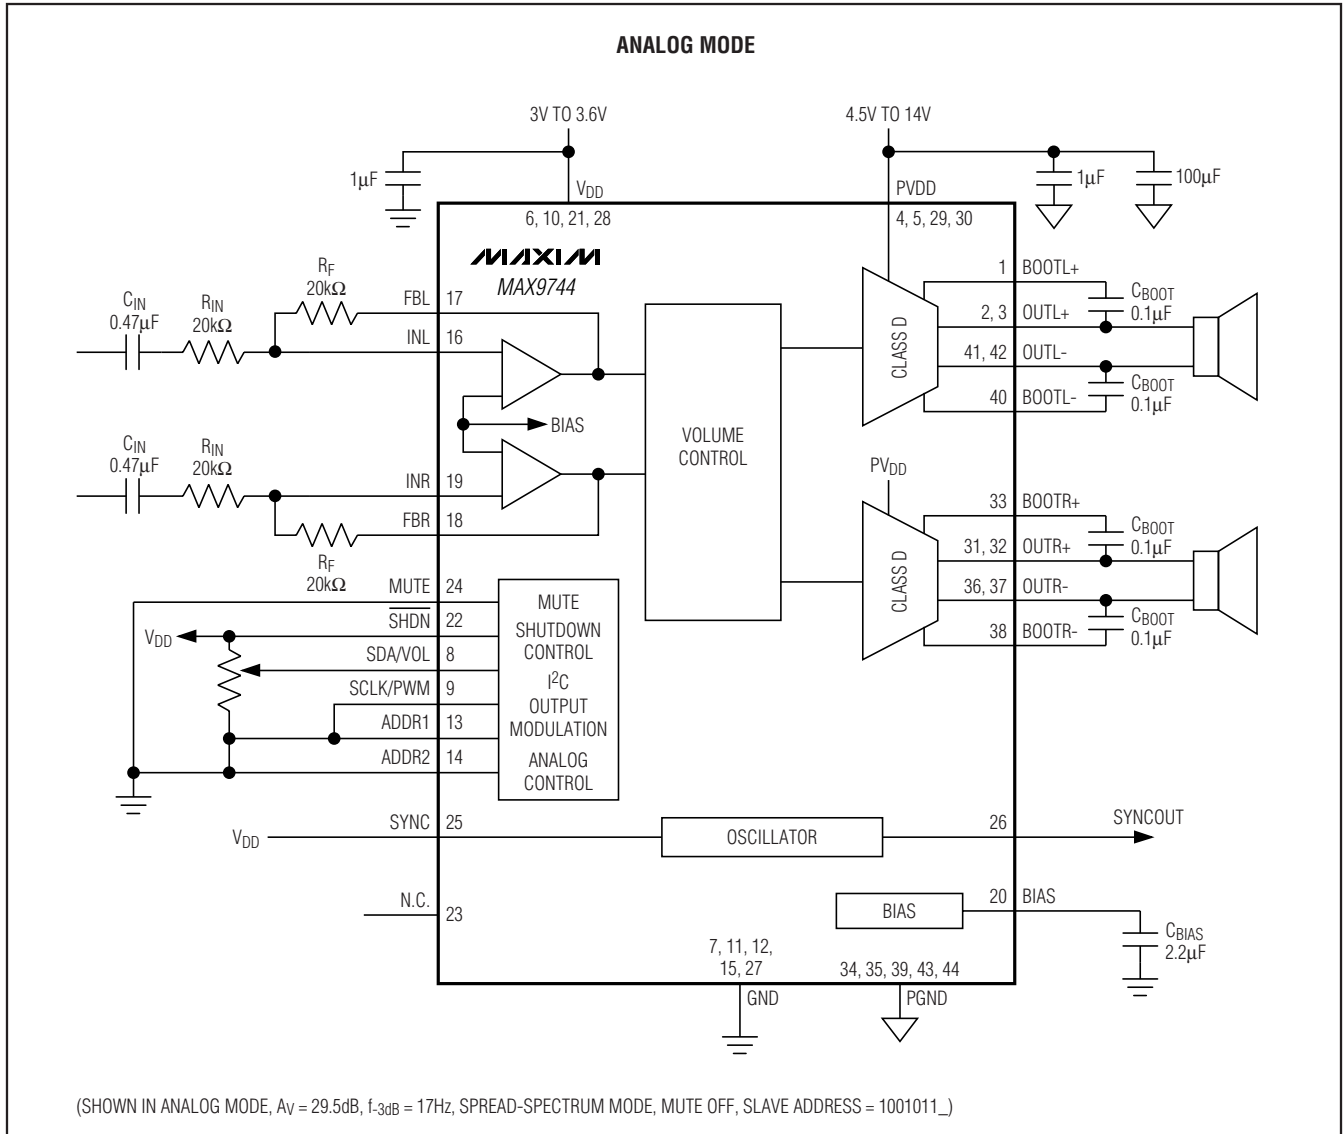 ANALOG MODE
3V TO 3.6V
4.5V TO 14V
1μF
VDD
6, 10, 21, 28
PVDD
4, 5, 29, 30
1μF
100μF
MAXIM
MAX9744
CIN
0.47μF
RIN
20kΩ
RF
20kΩ
FBL 17
INL 16
BIAS
CIN
0.47μF
RIN
20kΩ
INR 19
FBR 18
RF
20kΩ
VOLUME
CONTROL
CLASS D
1 BOOTL+
2, 3 OUTL+
41, 42 OUTL-
40 BOOTL-
CBOOT
0.1μF
CBOOT
0.1μF
PVDD
CLASS D
33 BOOTR+
31, 32 OUTR+
36, 37 OUTR-
38 BOOTR-
CBOOT
0.1μF
CBOOT
0.1μF
MUTE 24
SHDN 22
VDD
SDA/VOL 8
SCLK/PWM 9
ADDR1 13
ADDR2 14
MUTE
SHUTDOWN
CONTROL
I2C
OUTPUT
MODULATION
ANALOG
CONTROL
VDD
SYNC 25
OSCILLATOR
26
SYNCOUT
N.C.
23
BIAS
20 BIAS
CBIAS
2.2μF
7, 11, 12,
15, 27
GND
34, 35, 39, 43, 44
PGND
(SHOWN IN ANALOG MODE, AV = 29.5dB, f-3dB = 17Hz, SPREAD-SPECTRUM MODE, MUTE OFF, SLAVE ADDRESS = 1001011_)